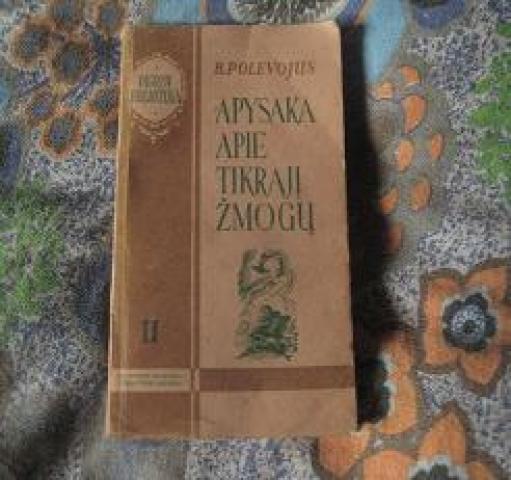 B. POLEVOJUS
APYSAKA
APIE
TIKRĄJĮ
ŽMOGŲ
II